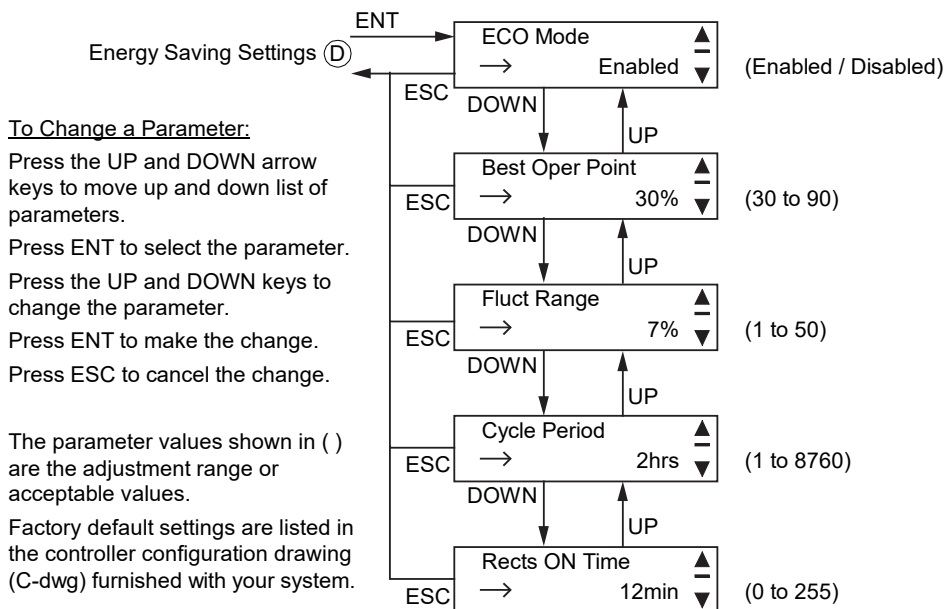 ENT
Energy Saving Settings D
ECO Mode
→ Enabled
(Enabled / Disabled)
ESC
DOWN
UP
To Change a Parameter:
Press the UP and DOWN arrow
keys to move up and down list of
parameters.
Press ENT to select the parameter.
Press the UP and DOWN keys to
change the parameter.
Press ENT to make the change.
Press ESC to cancel the change.
The parameter values shown in ( )
are the adjustment range or
acceptable values.
Factory default settings are listed in
the controller configuration drawing
(C-dwg) furnished with your system.
Best Oper Point
→ 30%
(30 to 90)
ESC
DOWN
UP
Fluct Range
→ 7%
(1 to 50)
ESC
DOWN
UP
Cycle Period
→ 2hrs
(1 to 8760)
ESC
DOWN
UP
Rects ON Time
→ 12min
(0 to 255)
ESC